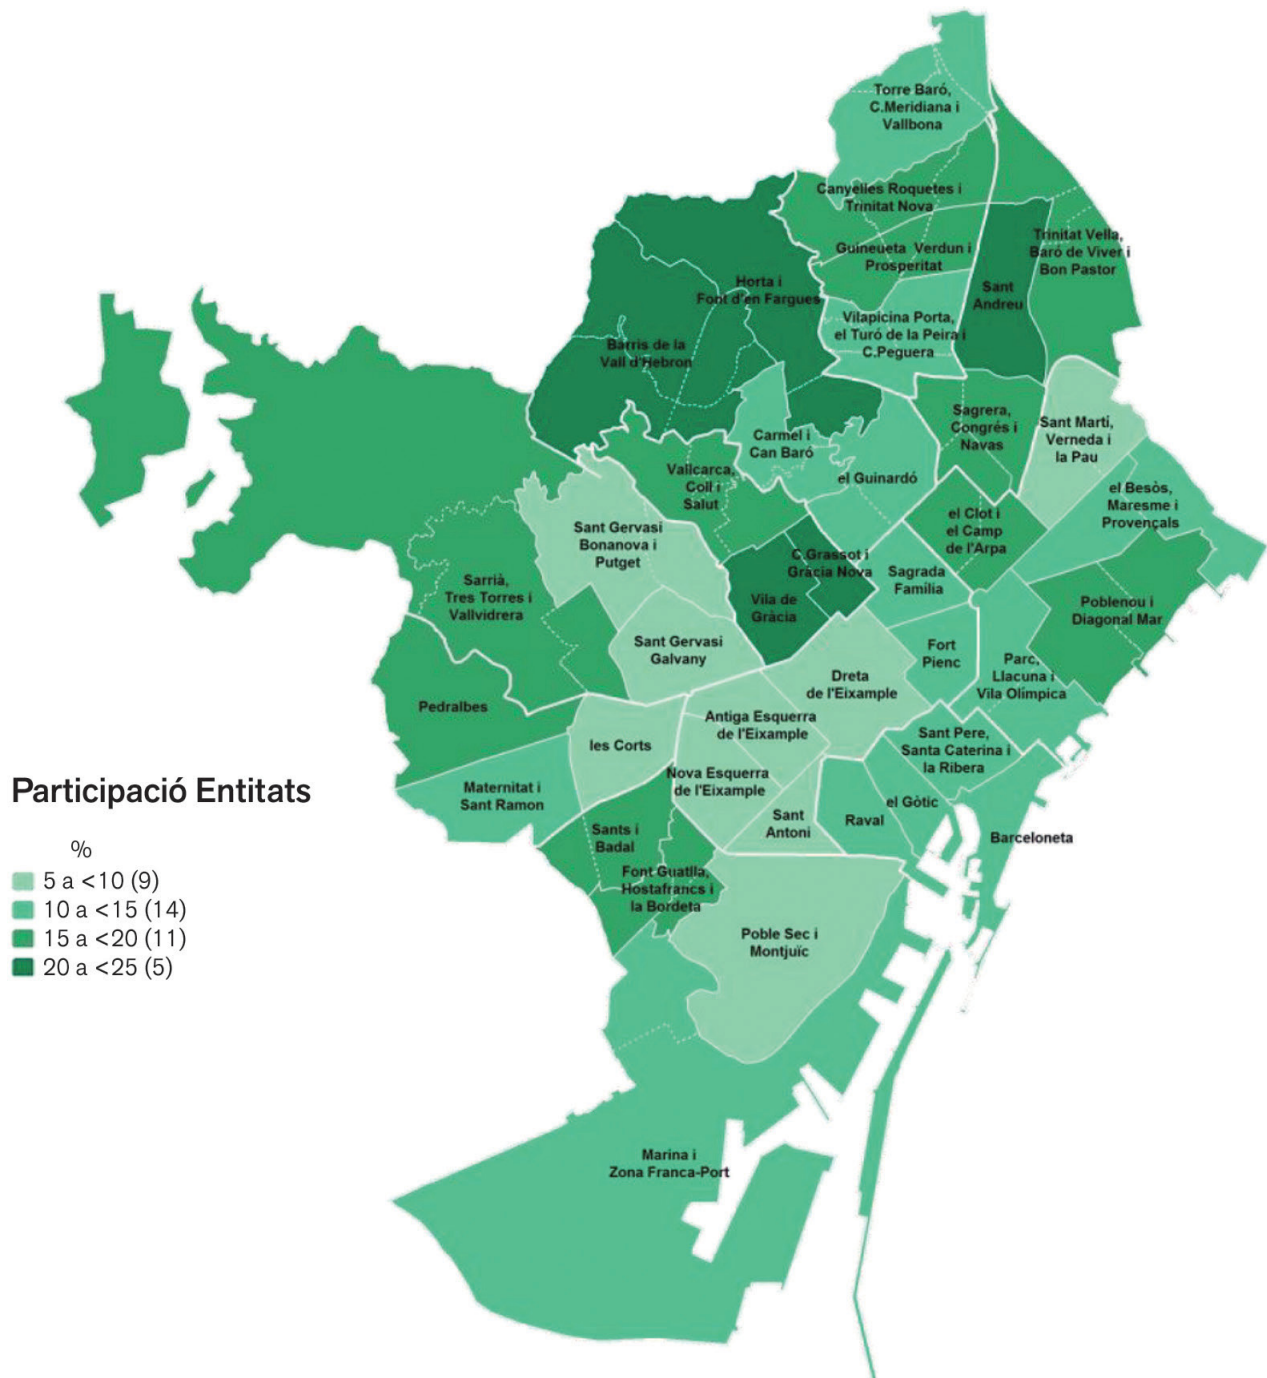 Torre Baró,
C.Meridiana i
Vallbona
Canyelles Roquetes i
Trinitat Nova
Guineueta Verdun i
Prosperitat
Trinitat Vella,
Baró de Viver i
Bon Pastor
Sant
Andreu
Horta i
Font d'en Fargues
Vilapicina Porta,
el Turó de la Peira i
C.Peguera
Barris de la
Vall d'Hebron
Sagrera,
Congrés i
Navas
Sant Martí,
Verneda i
la Pau
Carmel i
Can Baró
Vallcarca,
Coll i
Salut
el Guinardó
el Besòs,
Maresme i
Provençals
el Clot i
el Camp
de l'Arpa
Sant Gervasi
Bonanova i
Putget
C.Grassot i
Gràcia Nova
Sagrada
Família
Sarrià,
Tres Torres i
Vallvidrera
Vila de
Gràcia
Poblenou i
Diagonal Mar
Sant Gervasi
Galvany
Fort
Pienc
Parc,
Llacuna i
Vila Olímpica
Dreta
de l'Eixample
Pedralbes
Antiga Esquerra
de l'Eixample
les Corts
Sant Pere,
Santa Caterina i
la Ribera
Nova Esquerra
de l'Eixample
Maternitat i
Sant Ramon
el Gòtic
Sant
Antoni
Raval
Barceloneta
Sants i
Badal
Font Guatlla,
Hostafrancs i
la Bordeta
Poble Sec i
Montjuïc
Marina i
Zona Franca-Port
Participació Entitats
%
5 a <10 (9)
10 a <15 (14)
15 a <20 (11)
20 a <25 (5)